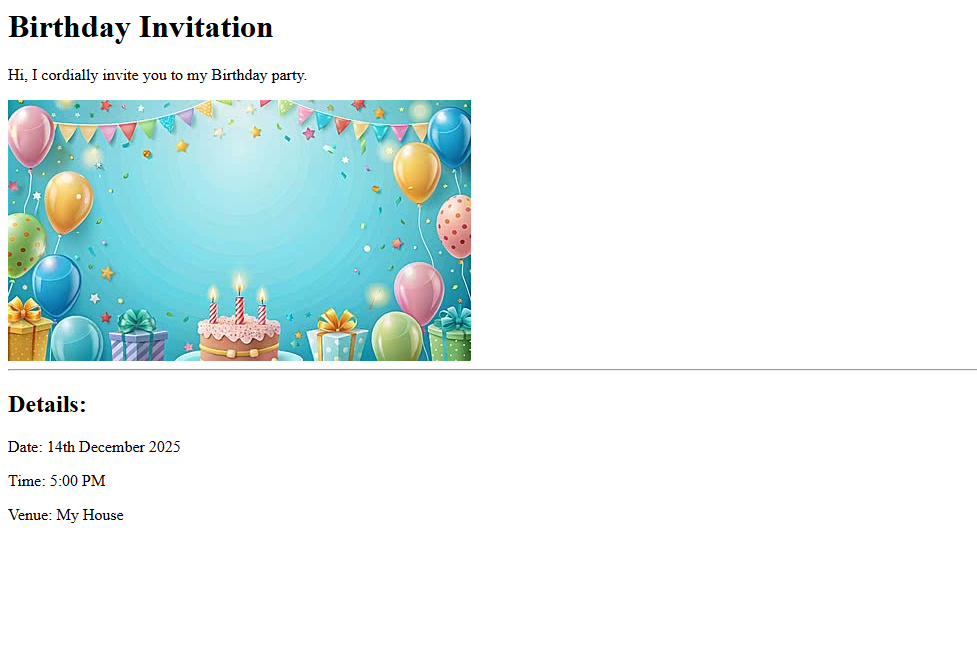 Birthday Invitation
Hi, I cordially invite you to my Birthday party.
Details:
Date: 14th December 2025
Time: 5:00 PM
Venue: My House